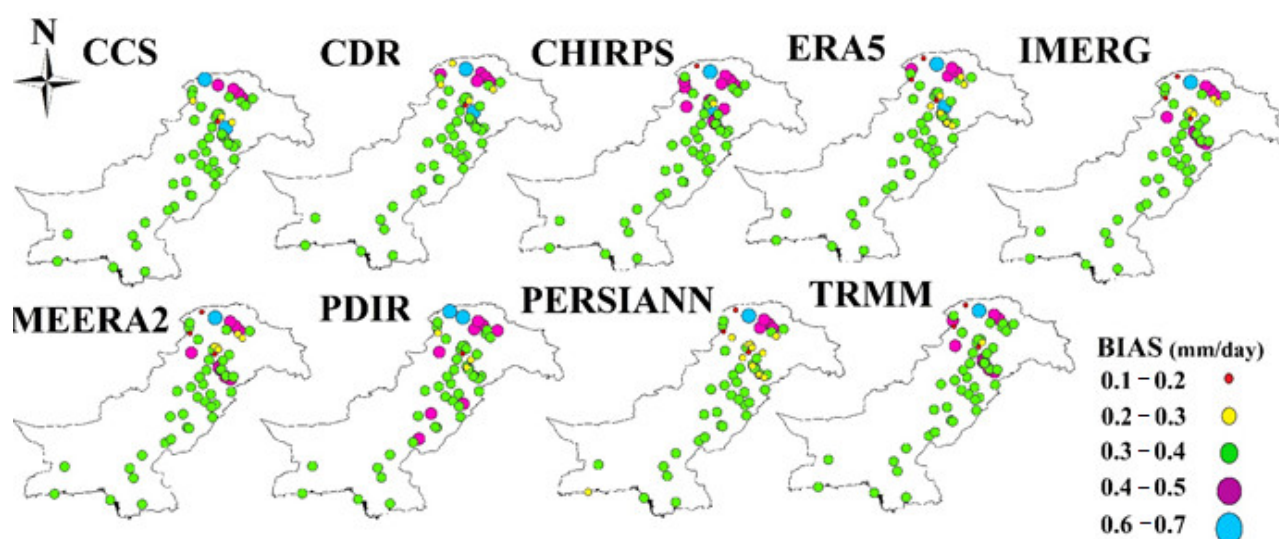 N
CCS
CDR
CHIRPS
ERA5
IMERG
MEERA2
PDIR
PERSIANN
TRMM
BIAS (mm/day)
0.1 – 0.2
0.2 – 0.3
0.3 – 0.4
0.4 – 0.5
0.6 – 0.7